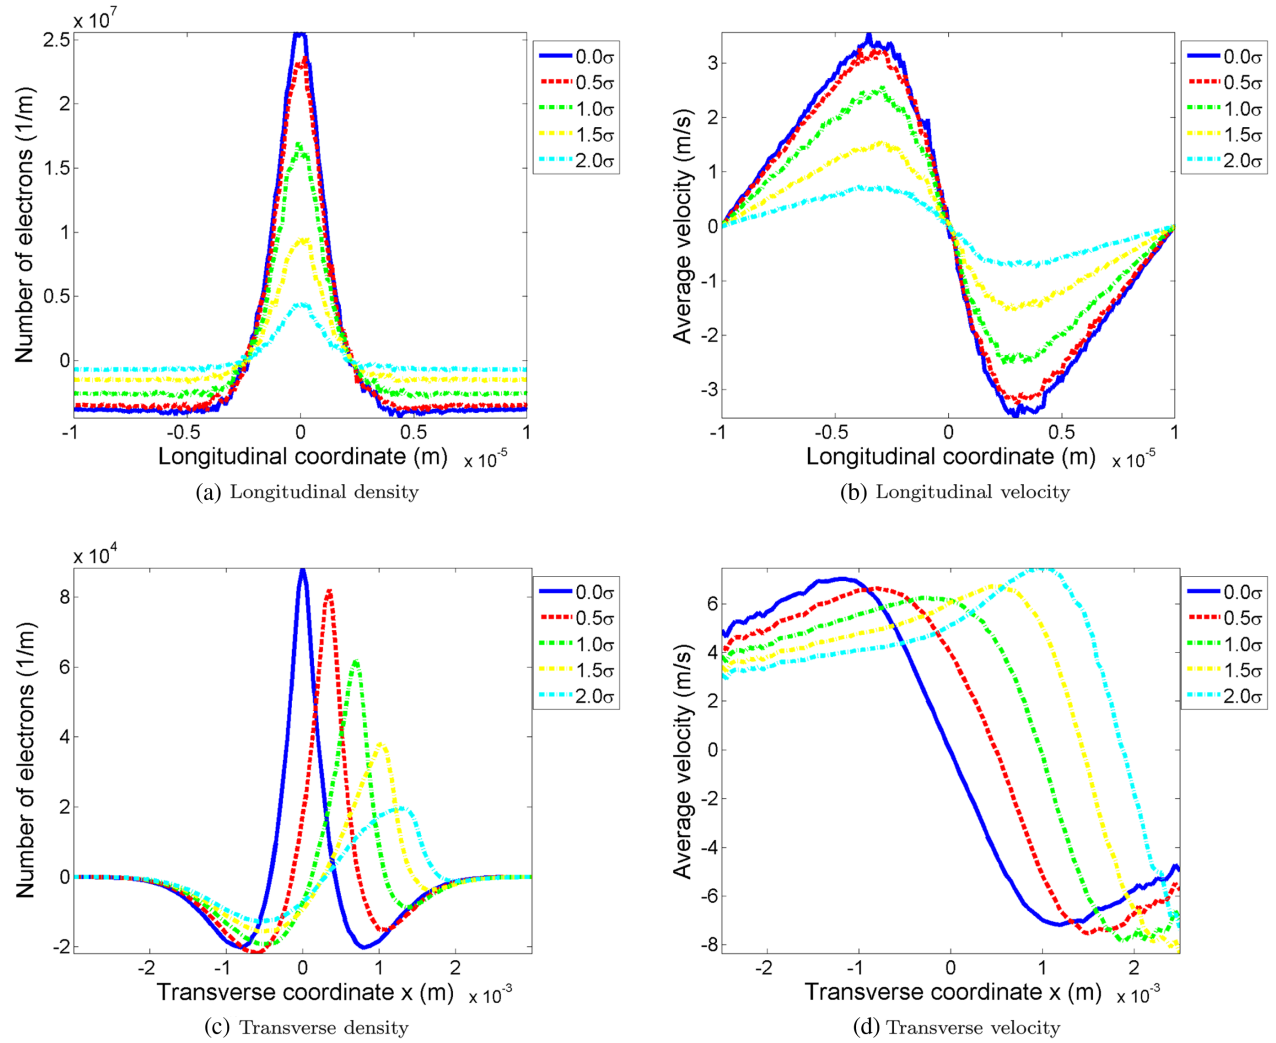 x 10⁷
2.5
2
1.5
1
0.5
0
-1 -0.5 0 0.5 1
Number of electrons (1/m)
Longitudinal coordinate (m) x 10⁻⁵
0.0σ
0.5σ
1.0σ
1.5σ
2.0σ
(a) Longitudinal density
3
2
1
0
-1
-2
-3
-1 -0.5 0 0.5 1
Average velocity (m/s)
Longitudinal coordinate (m) x 10⁻⁵
0.0σ
0.5σ
1.0σ
1.5σ
2.0σ
(b) Longitudinal velocity
x 10⁴
8
6
4
2
0
-2
-2 -1 0 1 2
Number of electrons (1/m)
Transverse coordinate x (m) x 10⁻³
0.0σ
0.5σ
1.0σ
1.5σ
2.0σ
(c) Transverse density
6
4
2
0
-2
-4
-6
-8
-2 -1 0 1 2
Average velocity (m/s)
Transverse coordinate x (m) x 10⁻³
0.0σ
0.5σ
1.0σ
1.5σ
2.0σ
(d) Transverse velocity